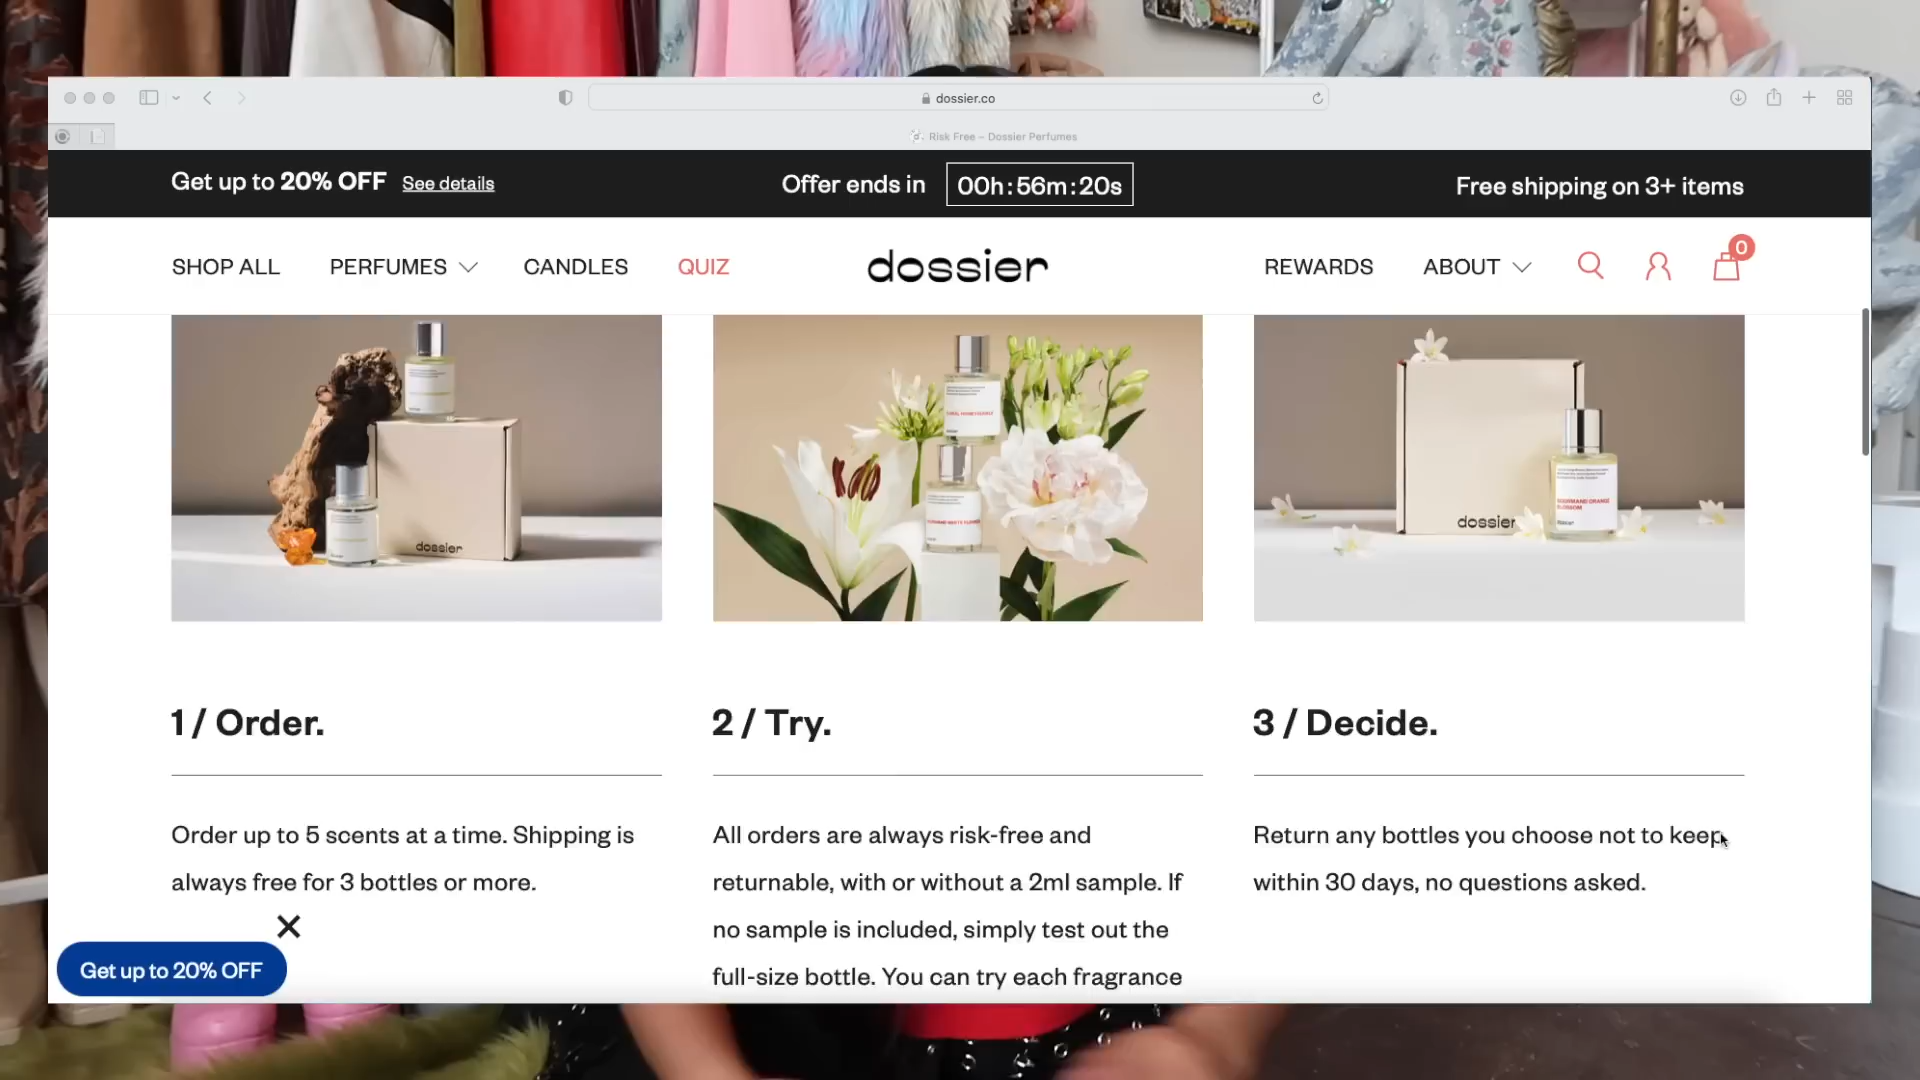 dossier.co
Risk Free – Dossier Perfumes
Get up to 20% OFF See details
Offer ends in 00h:56m:20s
Free shipping on 3+ items
SHOP ALL PERFUMES CANDLES QUIZ dossier REWARDS ABOUT 0
dossier
dossier
GOURMAND ORANGE
BLOSSOM
1 / Order.
Order up to 5 scents at a time. Shipping is
always free for 3 bottles or more.
2 / Try.
All orders are always risk-free and
returnable, with or without a 2ml sample. If
no sample is included, simply test out the
full-size bottle. You can try each fragrance
3 / Decide.
Return any bottles you choose not to keep
within 30 days, no questions asked.
Get up to 20% OFF